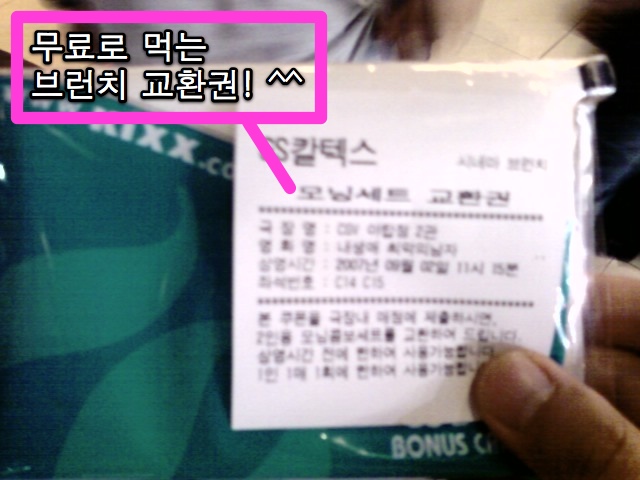 무료로 먹는
브런치 교환권! ^^
GS칼텍스
시네마 브런치
모닝세트 교환권
극 장 명 : CGV 야탑점 2관
영 화 명 : 내생애 최악의남자
상영시간 : 2007년 09월 02일 11시 15분
좌석번호 : C14 C15
본 쿠폰을 극장내 매점에 제출하시면,
2인용 모닝콤보세트를 교환하여 드립니다.
상영시간 전에 한하여 사용가능합니다
1인 1매 1회에 한하여 사용가능합니
IXX.co
BONUS C